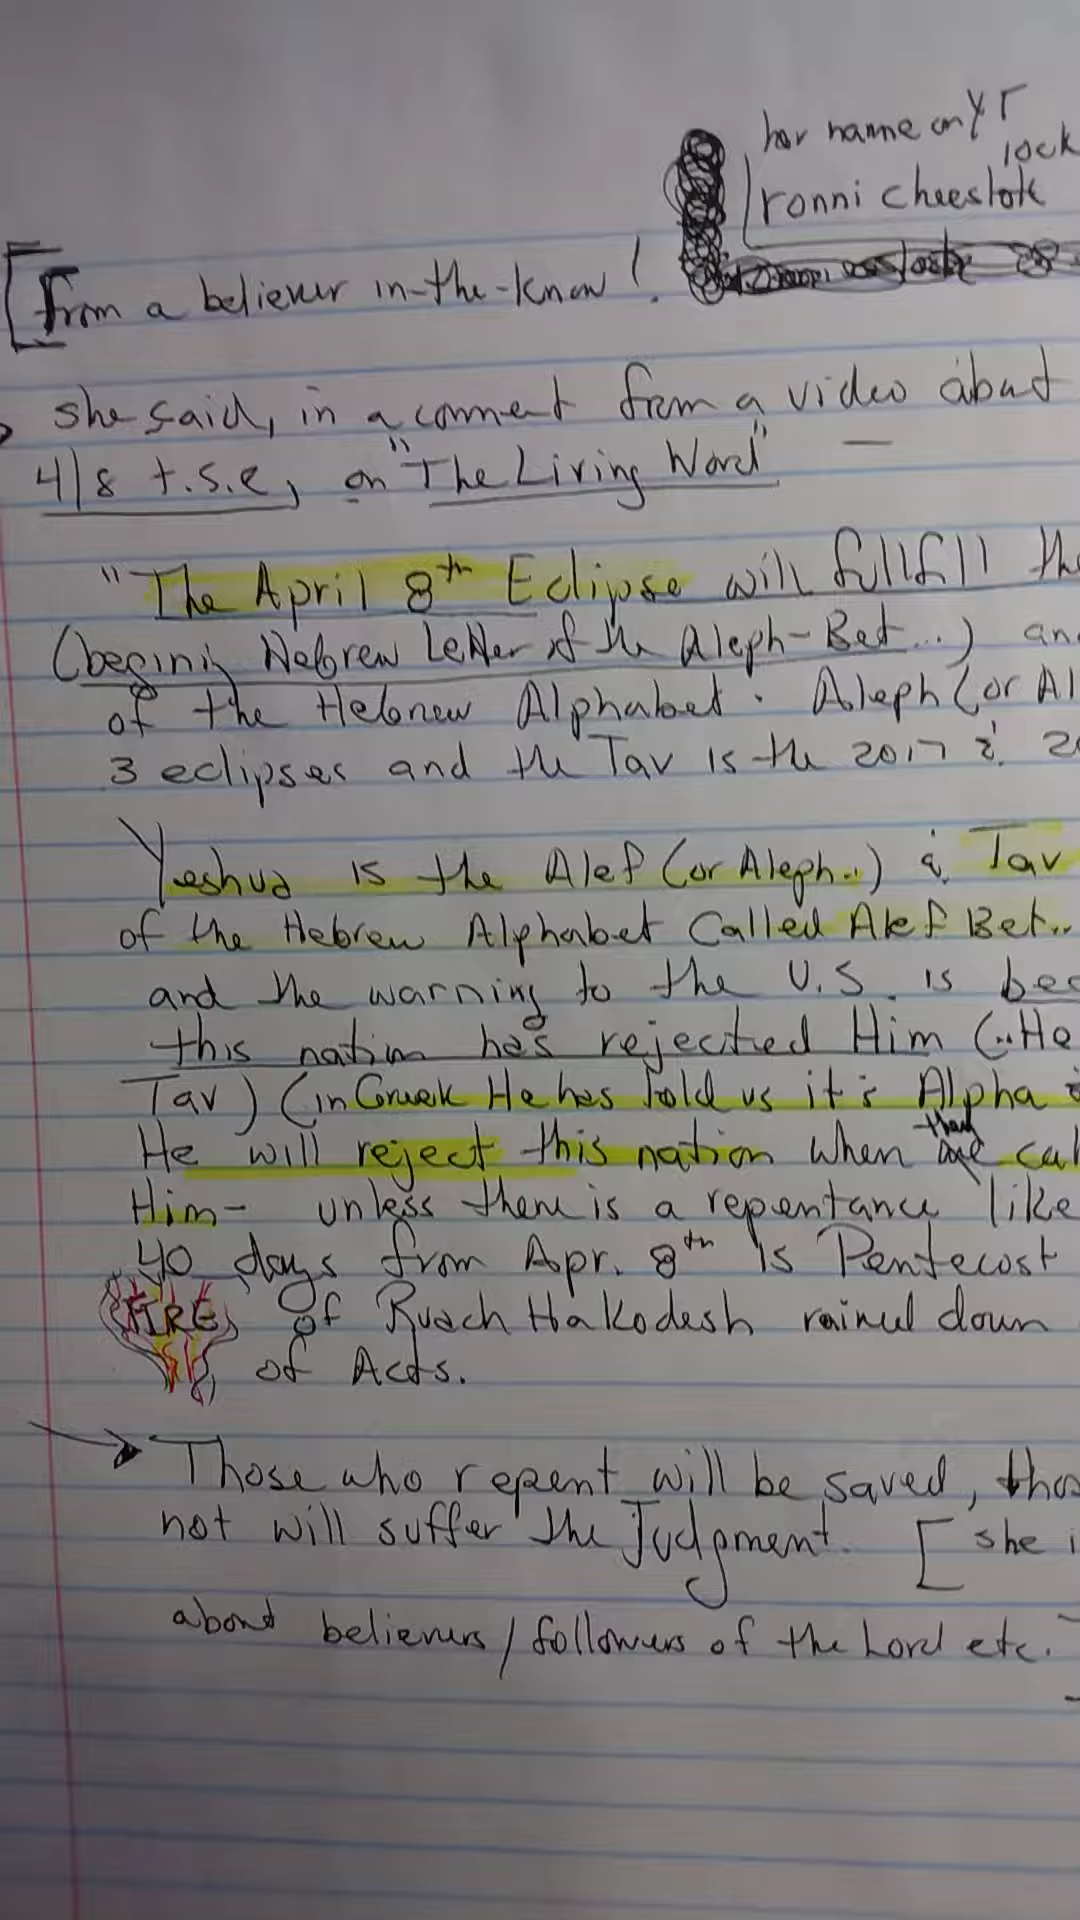 her name on YT
lock
ronni cheeslok
[From a believer in-the-know!
she said, in a comment from a video about
4/8 t.s.e, on "The Living Word" —
"The April 8th Eclipse will fullfill the
(begining Hebrew Letter of the Aleph-Bet...) an
of the Hebrew Alphabet. Aleph (or Al
3 eclipses and the Tav is the 2017 & 2
Yeshua is the Alef (or Aleph..) & Tav
of the Hebrew Alphabet Called Alef Bet..
and the warning to the U.S. is bec
this nation has rejected Him (..He
Tav) (in Greek He has told us it's Alpha &
He will reject this nation when they cal
Him- unless there is a repentance like
40 days from Apr. 8th is Pentecost
FIRE of Ruach Hakodesh rained down
of Acts.
→ Those who repent will be saved, thos
not will suffer the Judgment. [she i
about believers/followers of the Lord etc.